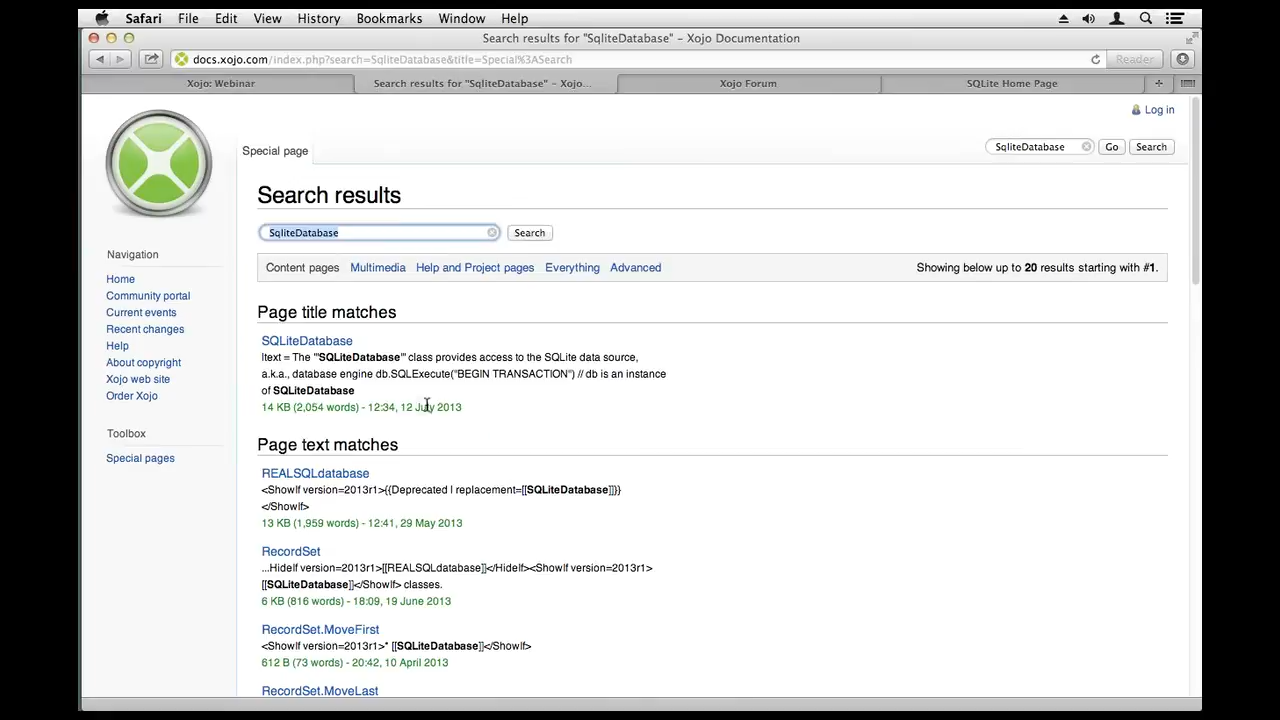 Safari File Edit View History Bookmarks Window Help
Search results for "SqliteDatabase" – Xojo Documentation
docs.xojo.com/index.php?search=SqliteDatabase&title=Special%3ASearch
Reader
Xojo: Webinar
Search results for "SqliteDatabase" – Xojo...
Xojo Forum
SQLite Home Page
Log in
Special page
SqliteDatabase Go Search
Search results
SqliteDatabase Search
Content pages Multimedia Help and Project pages Everything Advanced
Showing below up to 20 results starting with #1.
Navigation
Home
Community portal
Current events
Recent changes
Help
About copyright
Xojo web site
Order Xojo
Toolbox
Special pages
Page title matches
SQLiteDatabase
|text = The '''SQLiteDatabase''' class provides access to the SQLite data source,
a.k.a., database engine db.SQLExecute("BEGIN TRANSACTION") // db is an instance
of SQLiteDatabase
14 KB (2,054 words) - 12:34, 12 July 2013
Page text matches
REALSQLdatabase
<ShowIf version=2013r1>{{Deprecated | replacement=[[SQLiteDatabase]]}}
</ShowIf>
13 KB (1,959 words) - 12:41, 29 May 2013
RecordSet
...HideIf version=2013r1>[[REALSQLdatabase]]</HideIf><ShowIf version=2013r1>
[[SQLiteDatabase]]</ShowIf> classes.
6 KB (816 words) - 18:09, 19 June 2013
RecordSet.MoveFirst
<ShowIf version=2013r1>* [[SQLiteDatabase]]</ShowIf>
612 B (73 words) - 20:42, 10 April 2013
RecordSet.MoveLast